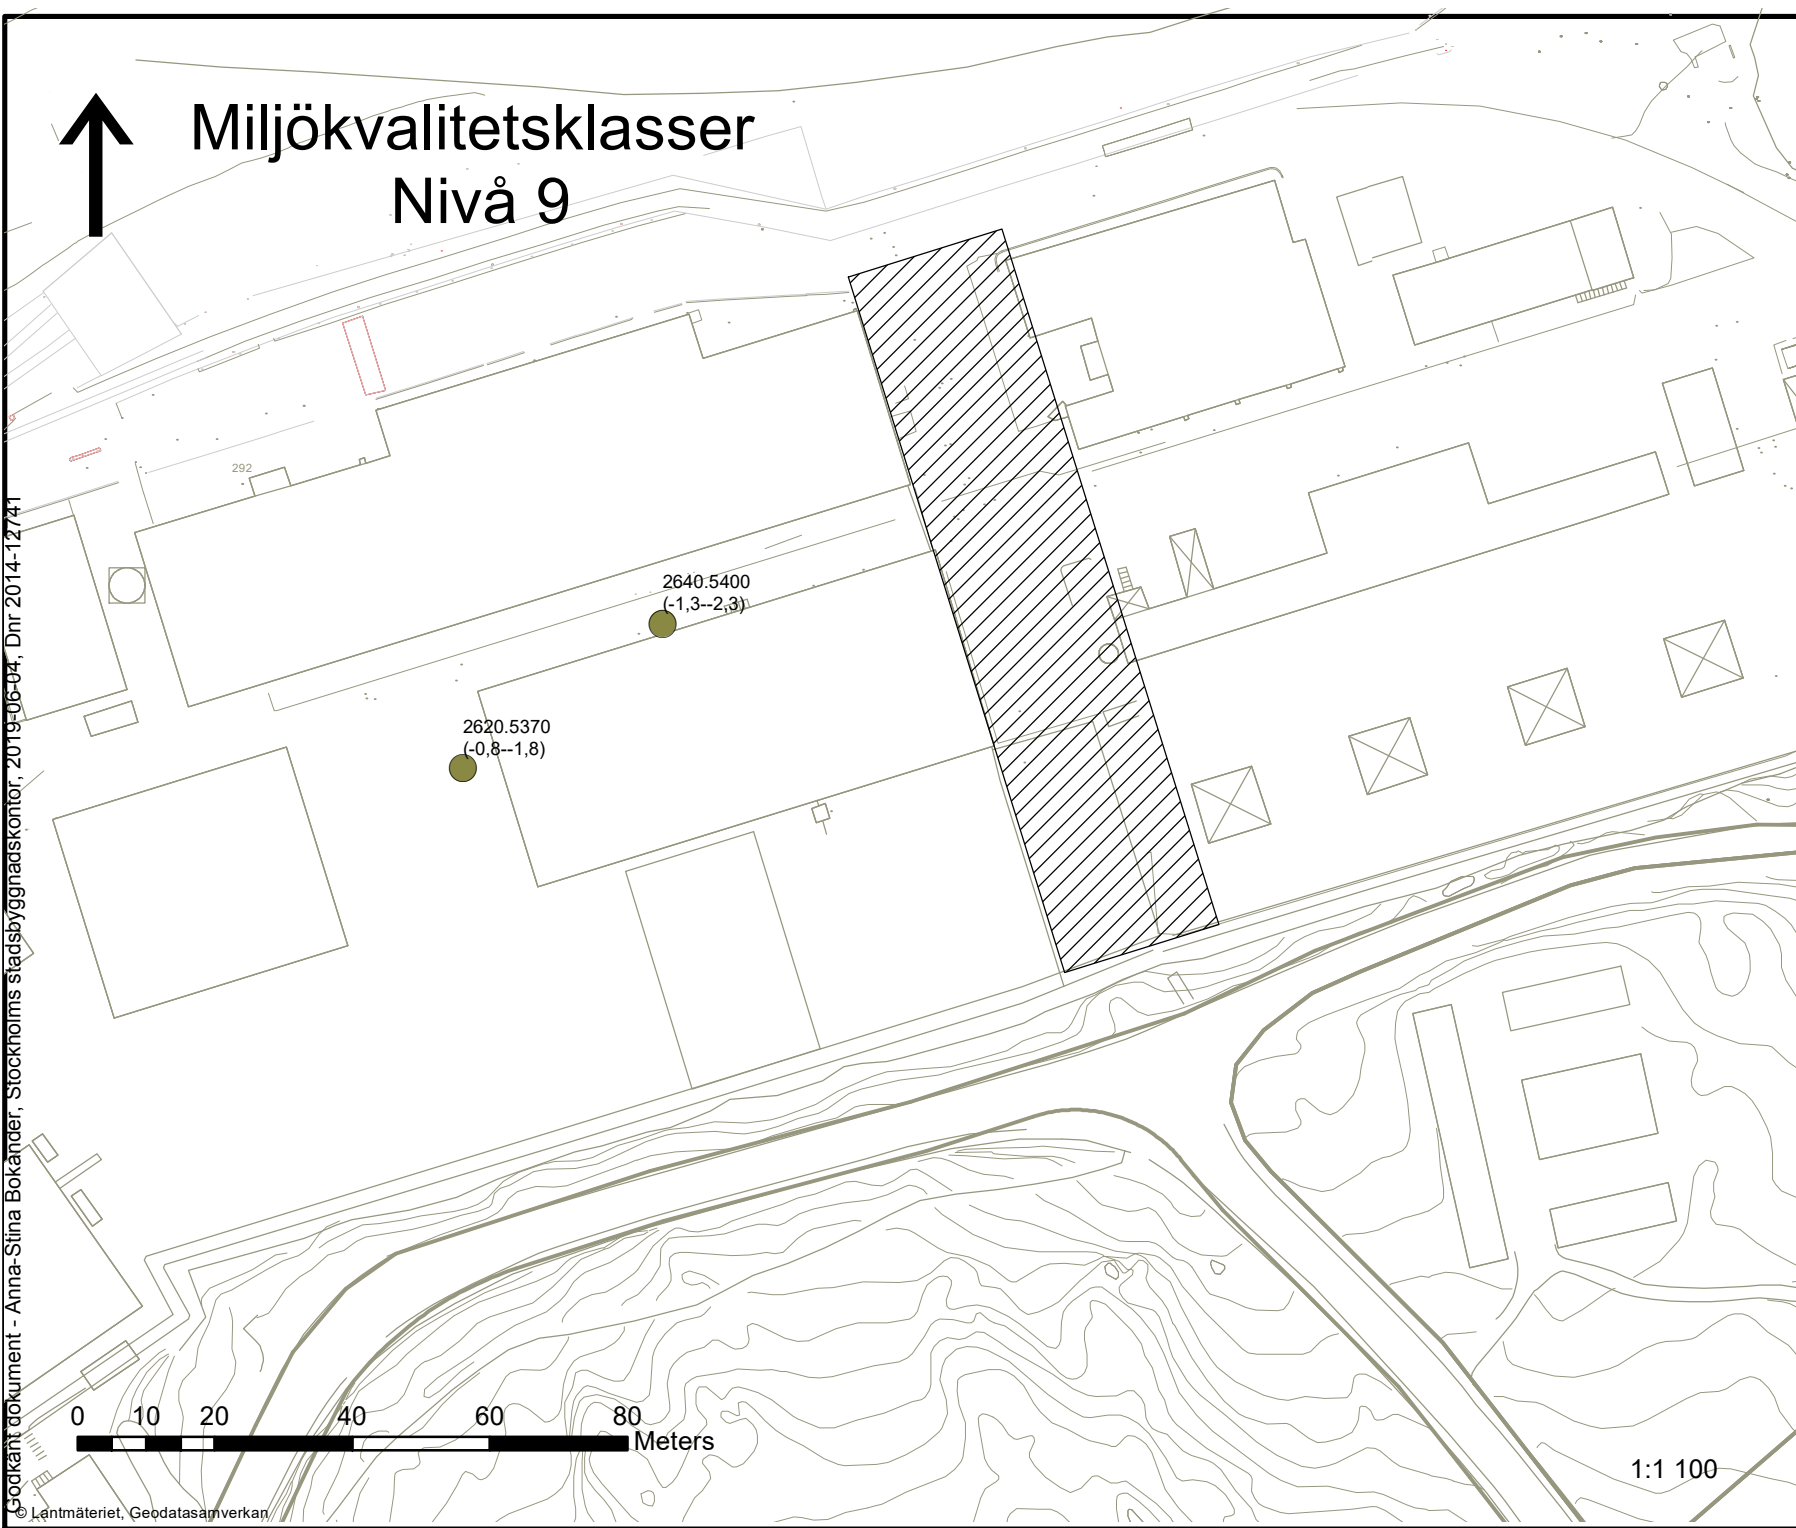 Miljökvalitetsklasser
Nivå 9
292
2640.5400
(-1,3--2,3)
2620.5370
(-0,8--1,8)
Godkänt dokument - Anna-Stina Bokander, Stockholms stadsbyggnadskontor, 2019-06-04, Dnr 2014-12741
0 10 20 40 60 80
Meters
1:1 100
© Lantmäteriet, Geodatasamverkan